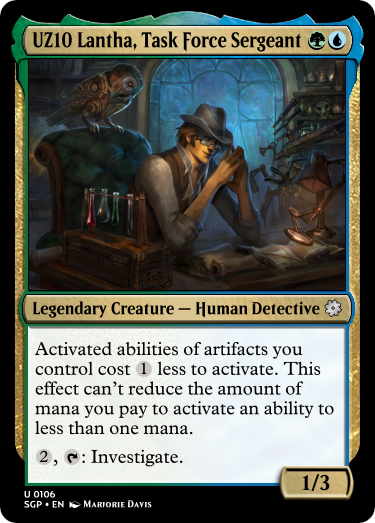 UZ10 Lantha, Task Force Sergeant
Legendary Creature — Human Detective
Activated abilities of artifacts you
control cost 1 less to activate. This
effect can't reduce the amount of
mana you pay to activate an ability to
less than one mana.
2, : Investigate.
1/3
U 0106
SGP • EN Marjorie Davis